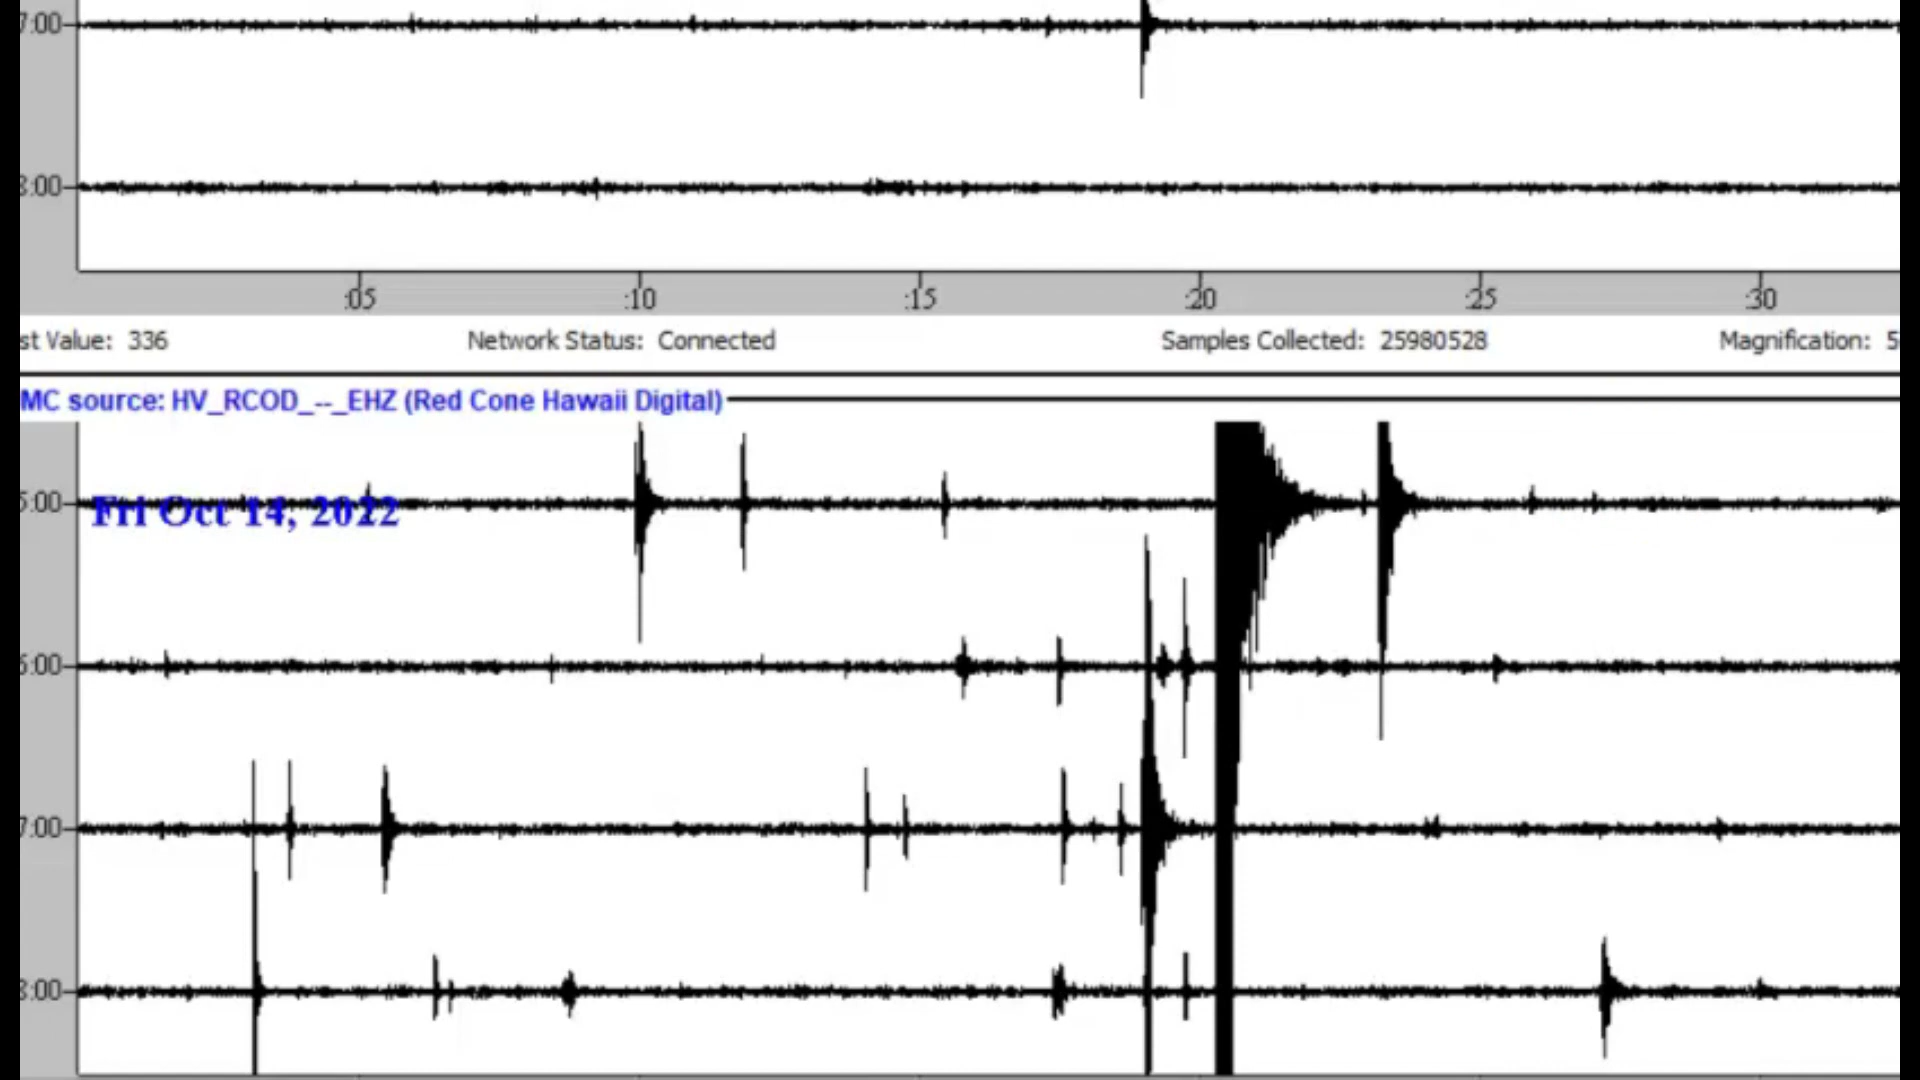 7:00
8:00
:05 :10 :15 :20 :25 :30
st Value: 336 Network Status: Connected Samples Collected: 25980528 Magnification: 5
MC source: HV_RCOD_--_EHZ (Red Cone Hawaii Digital)
5:00 Fri Oct 14, 2022
6:00
7:00
8:00